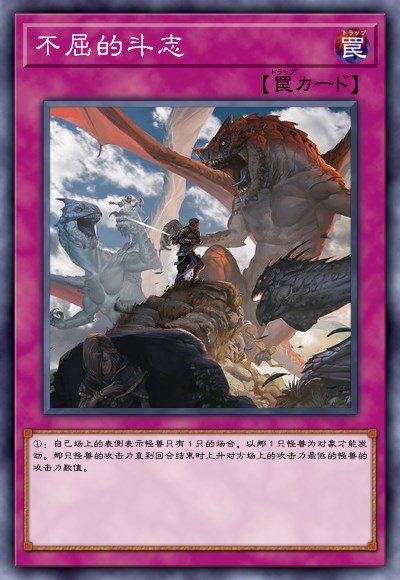 不屈的斗志
トラップ
罠
【罠カード】
トラップ
①：自己场上的表侧表示怪兽只有１只的场合，以那１只怪兽为对象才能发
动。那只怪兽的攻击力直到回合结束时上升对方场上的攻击力最低的怪兽的
攻击力数值。